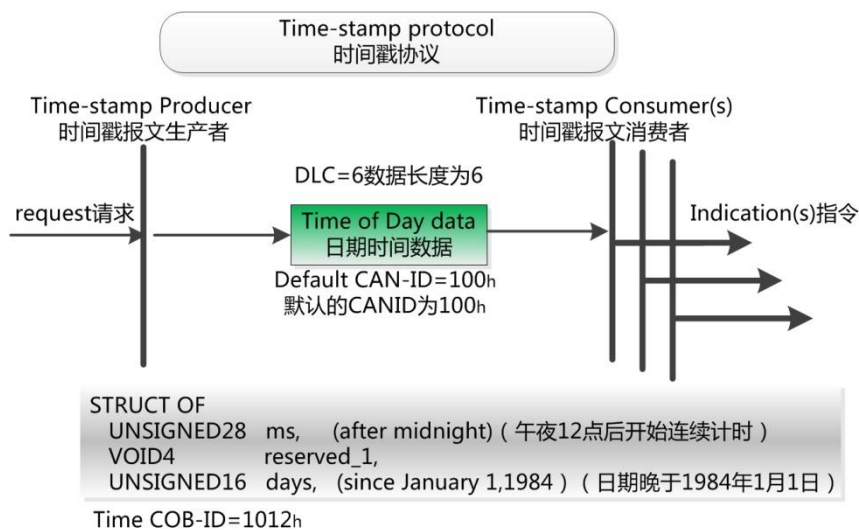 Time-stamp protocol
时间戳协议
Time-stamp Producer
时间戳报文生产者
Time-stamp Consumer(s)
时间戳报文消费者
DLC=6数据长度为6
request请求
Time of Day data
日期时间数据
Indication(s)指令
Default CAN-ID=100h
默认的CANID为100h
STRUCT OF
UNSIGNED28 ms, (after midnight)(午夜12点后开始连续计时)
VOID4 reserved_1,
UNSIGNED16 days, (since January 1,1984)(日期晚于1984年1月1日)
Time COB-ID=1012h